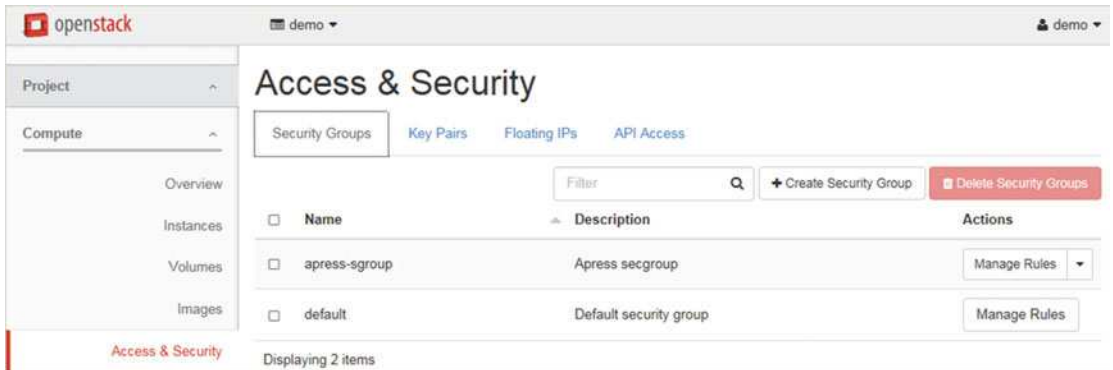 openstack
demo
demo
Project
Compute
Overview
Instances
Volumes
Images
Access & Security
Access & Security
Security Groups Key Pairs Floating IPs API Access
Filter + Create Security Group Delete Security Groups
Name Description Actions
apress-sgroup Apress secgroup Manage Rules
default Default security group Manage Rules
Displaying 2 items